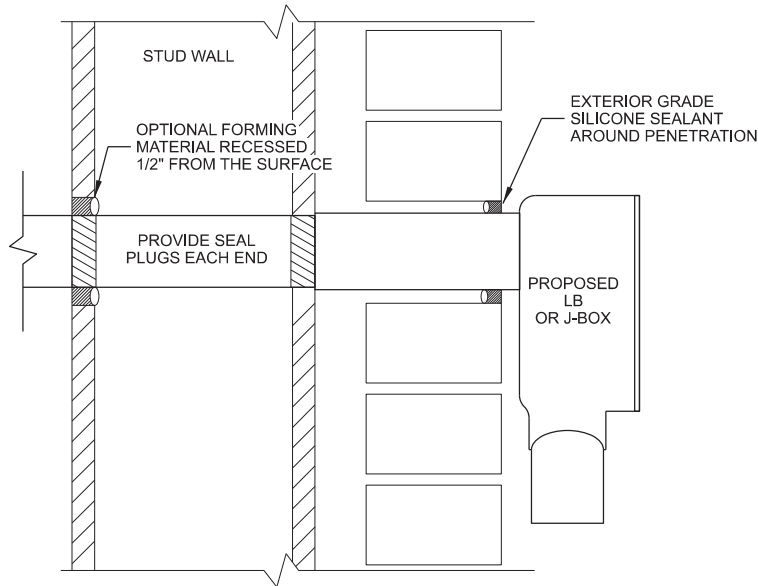 STUD WALL
OPTIONAL FORMING
MATERIAL RECESSED
1/2" FROM THE SURFACE
EXTERIOR GRADE
SILICONE SEALANT
AROUND PENETRATION
PROVIDE SEAL
PLUGS EACH END
PROPOSED
LB
OR J-BOX